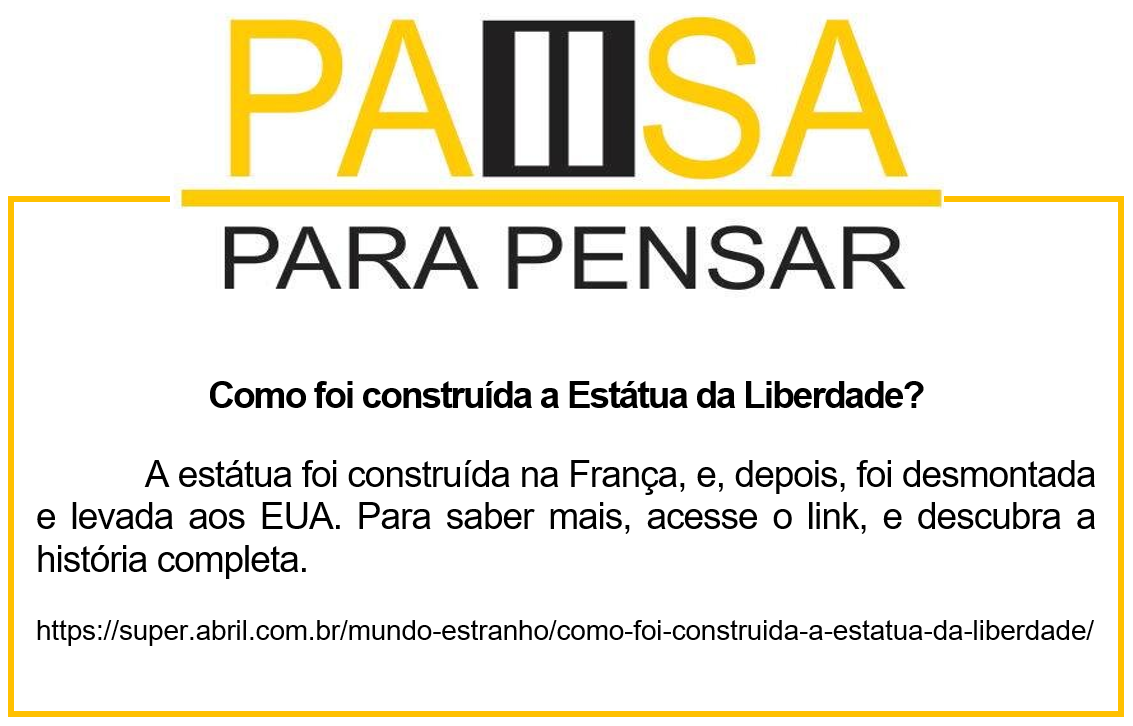 PAUSA
PARA PENSAR
Como foi construída a Estátua da Liberdade?
A estátua foi construída na França, e, depois, foi desmontada
e levada aos EUA. Para saber mais, acesse o link, e descubra a
história completa.
https://super.abril.com.br/mundo-estranho/como-foi-construida-a-estatua-da-liberdade/